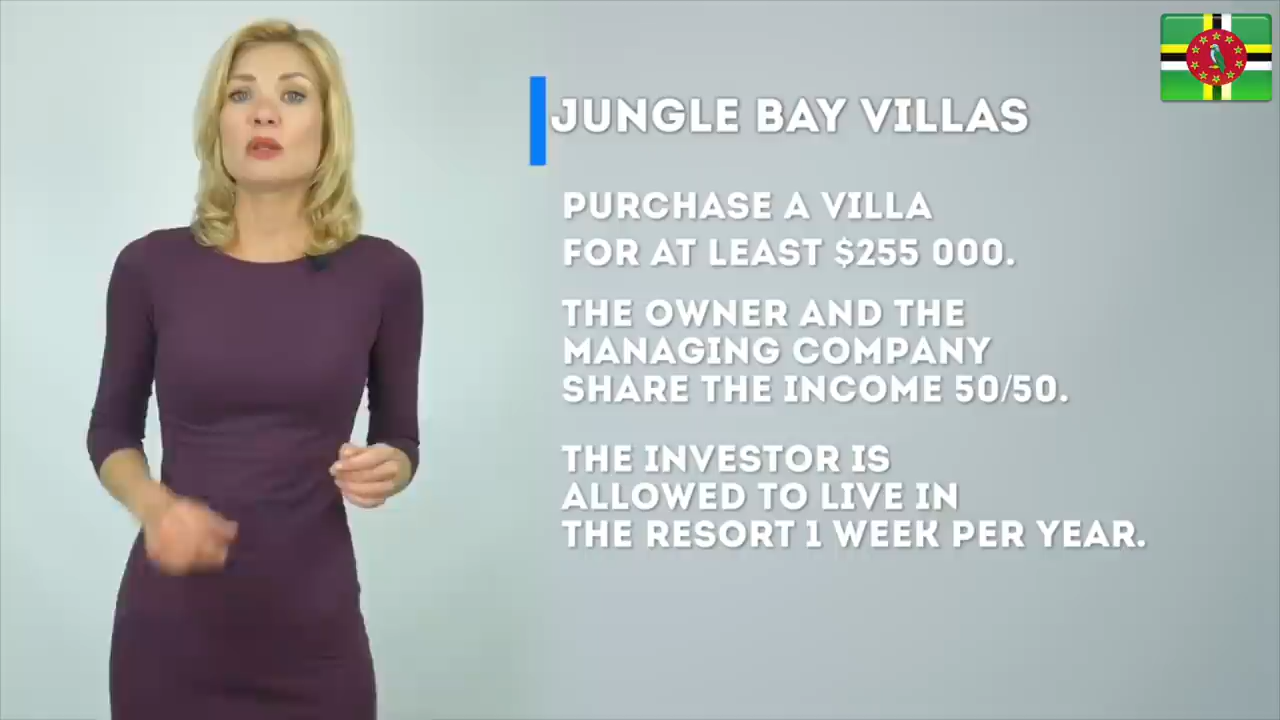 JUNGLE BAY VILLAS
PURCHASE A VILLA
FOR AT LEAST $255 000.
THE OWNER AND THE
MANAGING COMPANY
SHARE THE INCOME 50/50.
THE INVESTOR IS
ALLOWED TO LIVE IN
THE RESORT 1 WEEK PER YEAR.